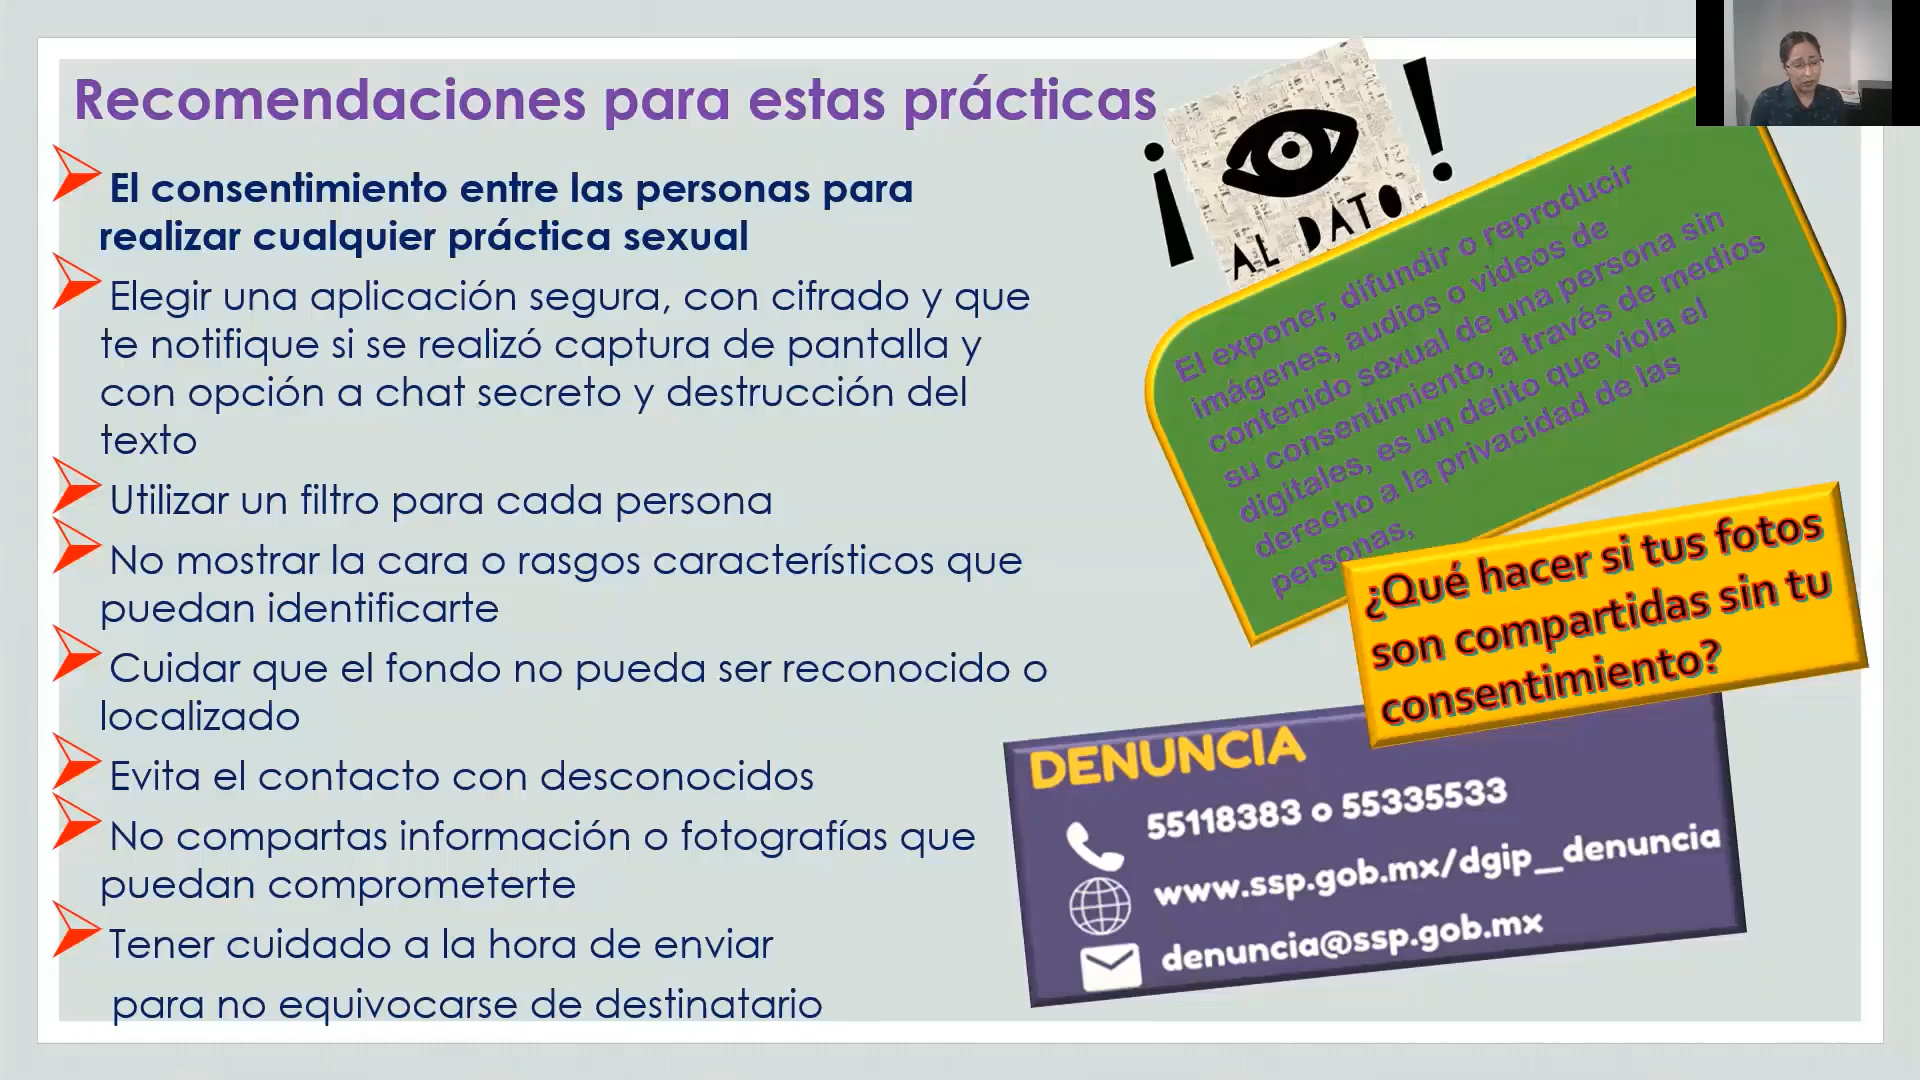 Recomendaciones para estas prácticas
El consentimiento entre las personas para
realizar cualquier práctica sexual
Elegir una aplicación segura, con cifrado y que
te notifique si se realizó captura de pantalla y
con opción a chat secreto y destrucción del
texto
Utilizar un filtro para cada persona
No mostrar la cara o rasgos característicos que
puedan identificarte
Cuidar que el fondo no pueda ser reconocido o
localizado
Evita el contacto con desconocidos
No compartas información o fotografías que
puedan comprometerte
Tener cuidado a la hora de enviar
para no equivocarse de destinatario
¡ !
AL DATO
El exponer, difundir o reproducir
imágenes, audios o videos de
contenido sexual de una persona sin
su consentimiento, a través de medios
digitales, es un delito que viola el
derecho a la privacidad de las
personas,
¿Qué hacer si tus fotos
son compartidas sin tu
consentimiento?
DENUNCIA
55118383 o 55335533
www.ssp.gob.mx/dgip_denuncia
denuncia@ssp.gob.mx